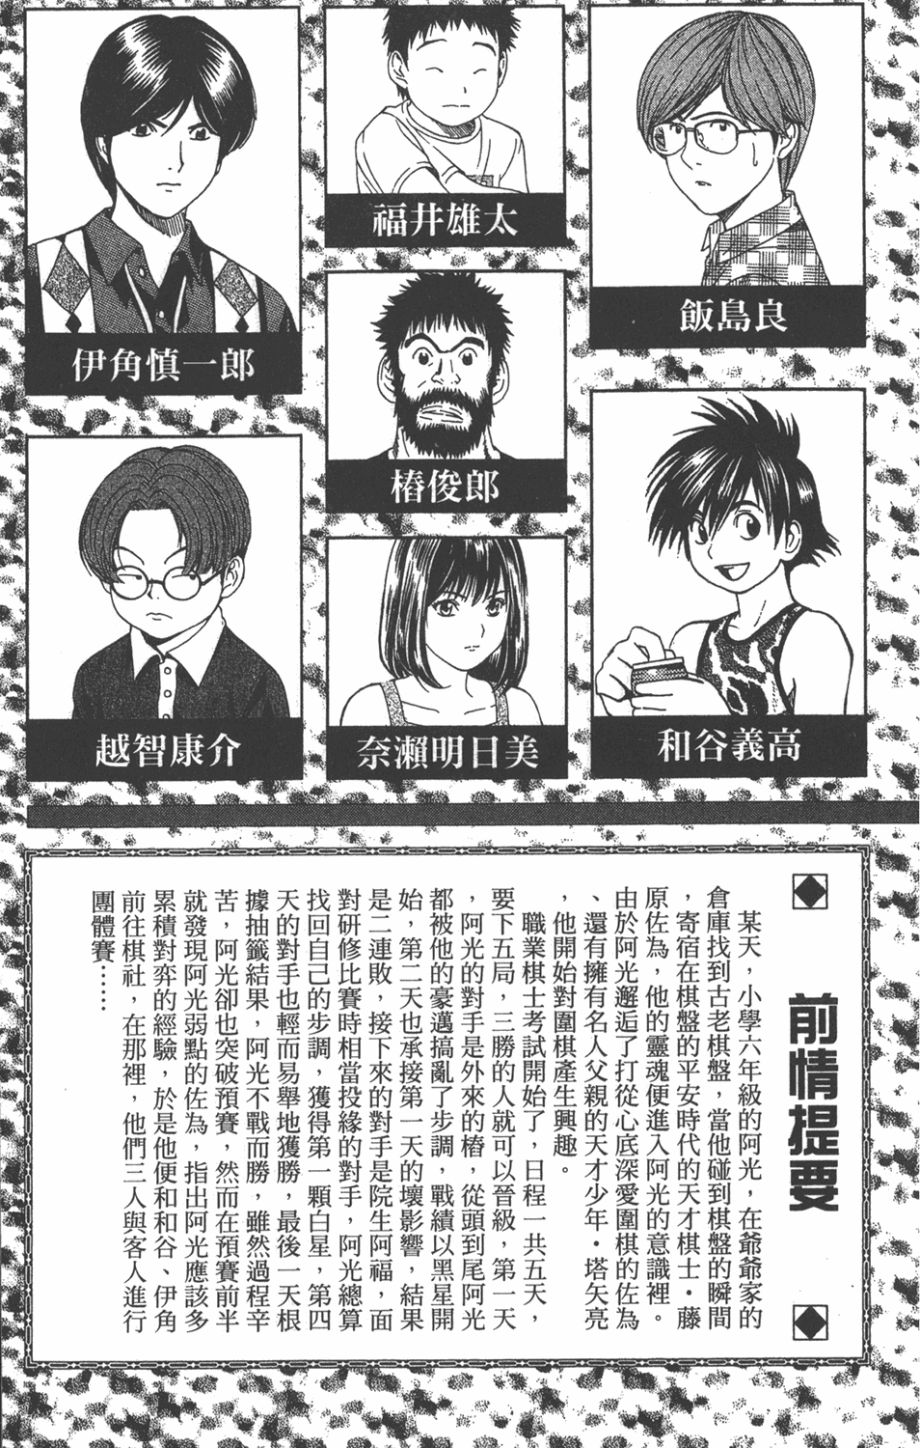 飯島良
福井雄太
伊角慎一郎
和谷義高
椿俊郎
奈瀬明日美
越智康介
前情提要
某天，小學六年級的阿光，在爺爺家的
倉庫找到古老棋盤，當他碰到棋盤的瞬間
，寄宿在棋盤的平安時代的天才棋士・藤
原佐為，他的靈魂便進入阿光的意識裡。
由於阿光邂逅了打從心底深愛圍棋的佐為
、還有擁有名人父親的天才少年・塔矢亮
，他開始對圍棋產生興趣。
職業棋士考試開始了，日程一共五天，
要下五局，三勝的人就可以晉級，第一天
，阿光的對手是外來的椿，從頭到尾阿光
都被他的豪邁搞亂了步調，戰績以黑星開
始，第二天也承接第一天的壞影響，結果
是二連敗，接下來的對手是院生阿福，面
對研修比賽時相當投緣的對手，阿光總算
找回自己的步調，獲得第一顆白星，第四
天的對手也輕而易舉地獲勝，最後一天根
據抽籤結果，阿光不戰而勝，雖然過程辛
苦，阿光卻也突破預賽，然而在預賽前半
就發現阿光弱點的佐為，指出阿光應該多
累積對弈的經驗，於是他便和和谷、伊角
前往棋社，在那裡，他們三人與客人進行
團體賽……